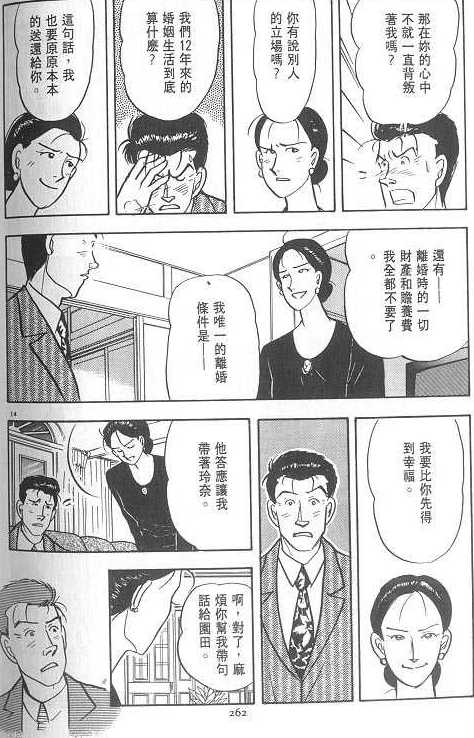 那在妳的心中
不就一直背叛
著我嗎？
你有說別人
的立場嗎？
我們12年來的
婚姻生活到底
算什麼？
這句話，我
也要原原本本
的送還給你。
還有——
離婚時的一切
財產和贍養費
我全都不要了
。
我唯一的離婚
條件是——
14
我要比你先得
到幸福。
他答應讓我
帶著玲奈。
啊，對了，麻
煩你幫我帶句
話給園田。
262